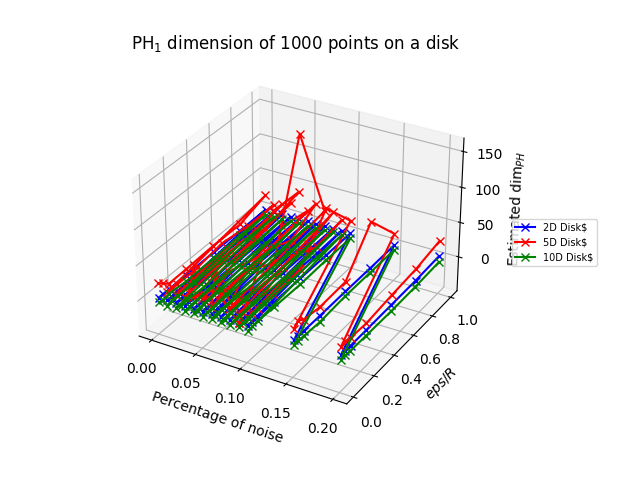 PH₁ dimension of 1000 points on a disk
150
100
50
0
dim_PH
2D Disk$
5D Disk$
10D Disk$
1.0
0.8
0.6
0.4
0.2
0.0
eps/R
0.00
0.05
0.10
0.15
0.20
Percentage of noise